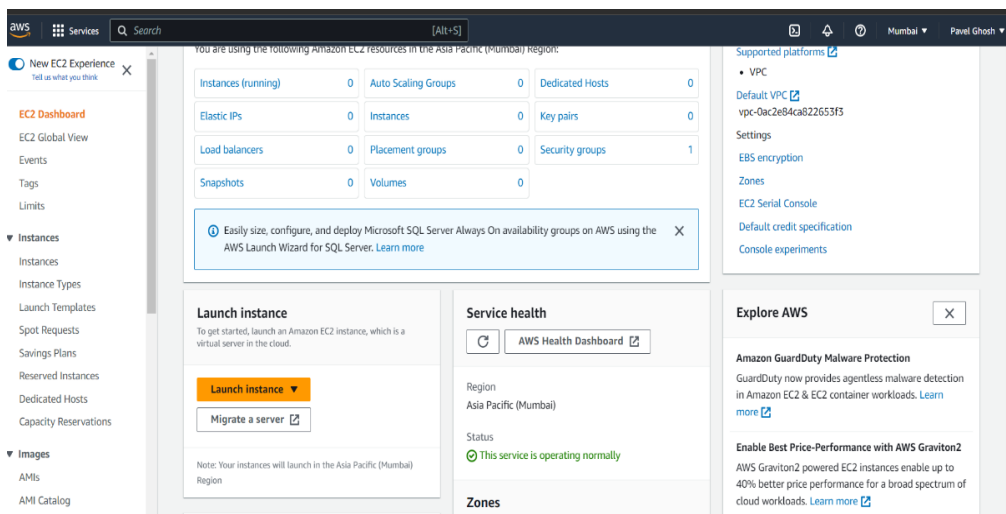 aws
Services
Search
[Alt+S]
Mumbai ▼
Pavel Ghosh ▼
New EC2 Experience
Tell us what you think
EC2 Dashboard
EC2 Global View
Events
Tags
Limits
▼ Instances
Instances
Instance Types
Launch Templates
Spot Requests
Savings Plans
Reserved Instances
Dedicated Hosts
Capacity Reservations
▼ Images
AMIs
AMI Catalog
You are using the following Amazon EC2 resources in the Asia Pacific (Mumbai) Region:
Instances (running) 0
Auto Scaling Groups 0
Dedicated Hosts 0
Elastic IPs 0
Instances 0
Key pairs 0
Load balancers 0
Placement groups 0
Security groups 1
Snapshots 0
Volumes 0
Easily size, configure, and deploy Microsoft SQL Server Always On availability groups on AWS using the
AWS Launch Wizard for SQL Server. Learn more
Launch instance
To get started, launch an Amazon EC2 instance, which is a
virtual server in the cloud.
Launch instance ▼
Migrate a server
Note: Your instances will launch in the Asia Pacific (Mumbai)
Region
Service health
AWS Health Dashboard
Region
Asia Pacific (Mumbai)
Status
This service is operating normally
Zones
Supported platforms
• VPC
Default VPC
vpc-0ac2e84ca822653f3
Settings
EBS encryption
Zones
EC2 Serial Console
Default credit specification
Console experiments
Explore AWS
Amazon GuardDuty Malware Protection
GuardDuty now provides agentless malware detection
in Amazon EC2 & EC2 container workloads. Learn
more
Enable Best Price-Performance with AWS Graviton2
AWS Graviton2 powered EC2 instances enable up to
40% better price performance for a broad spectrum of
cloud workloads. Learn more